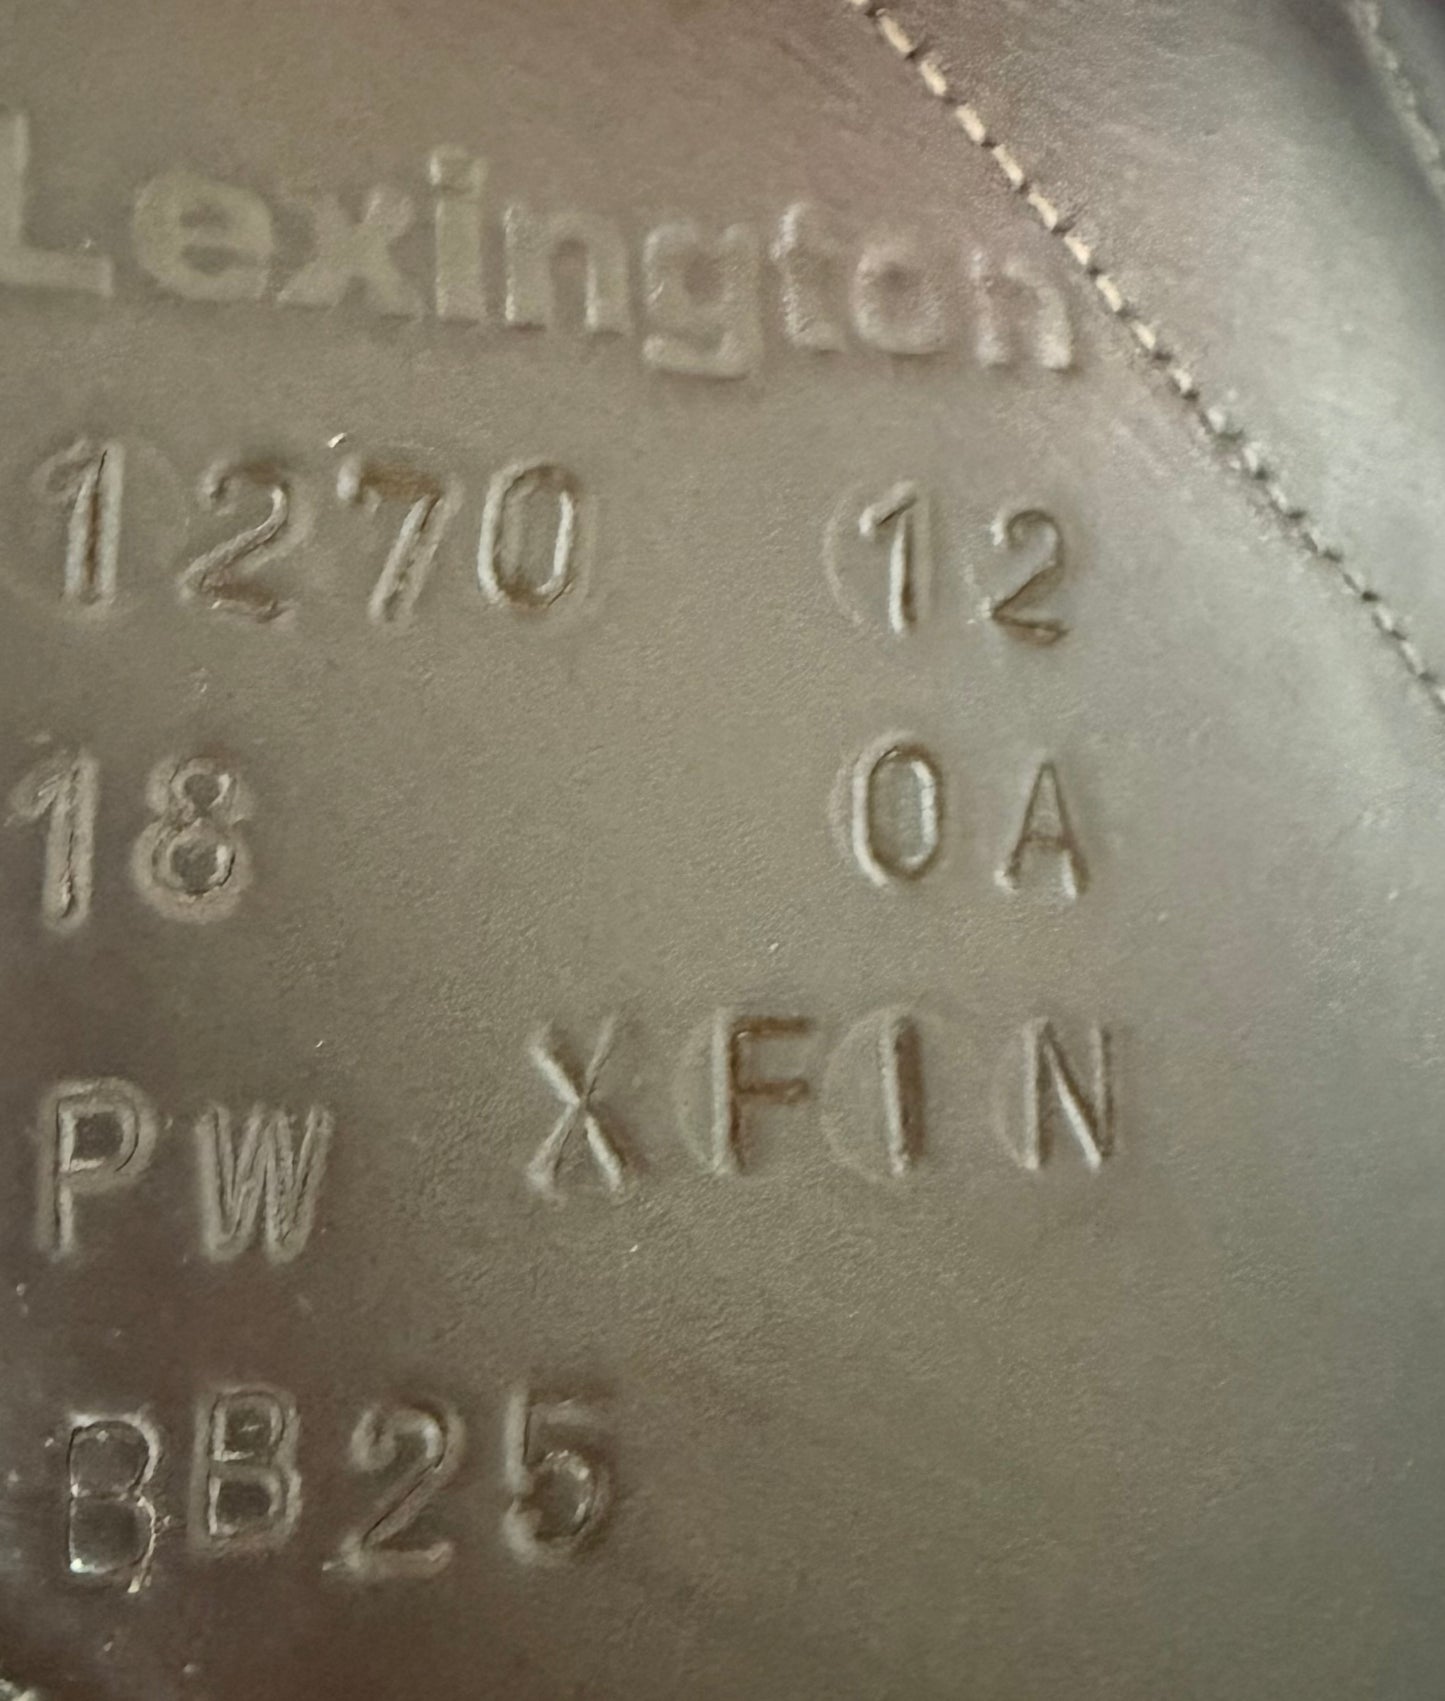 Lexington
1270 12
18 0A
PW XFIN
BB25